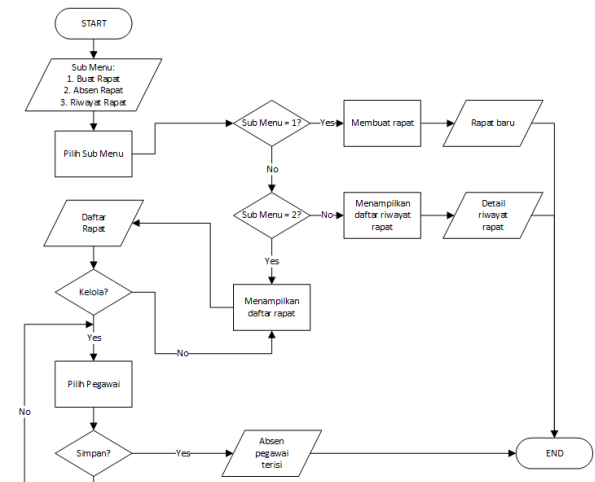 START
Sub Menu:
1. Buat Rapat
2. Absen Rapat
3. Riwayat Rapat
Pilih Sub Menu
Sub Menu = 1?
Yes
Membuat rapat
Rapat baru
No
Sub Menu = 2?
No
Menampilkan
daftar riwayat
rapat
Detail
riwayat
rapat
Yes
Menampilkan
daftar rapat
Daftar
Rapat
Kelola?
No
Yes
Pilih Pegawai
No
Simpan?
Yes
Absen
pegawai
terisi
END